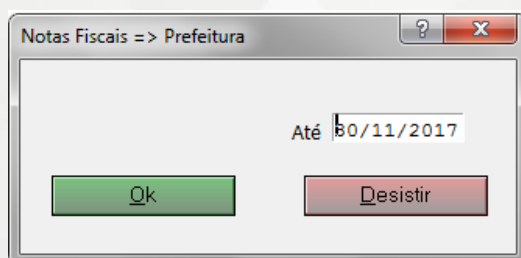 Notas Fiscais => Prefeitura
Até 30/11/2017
Ok Desistir